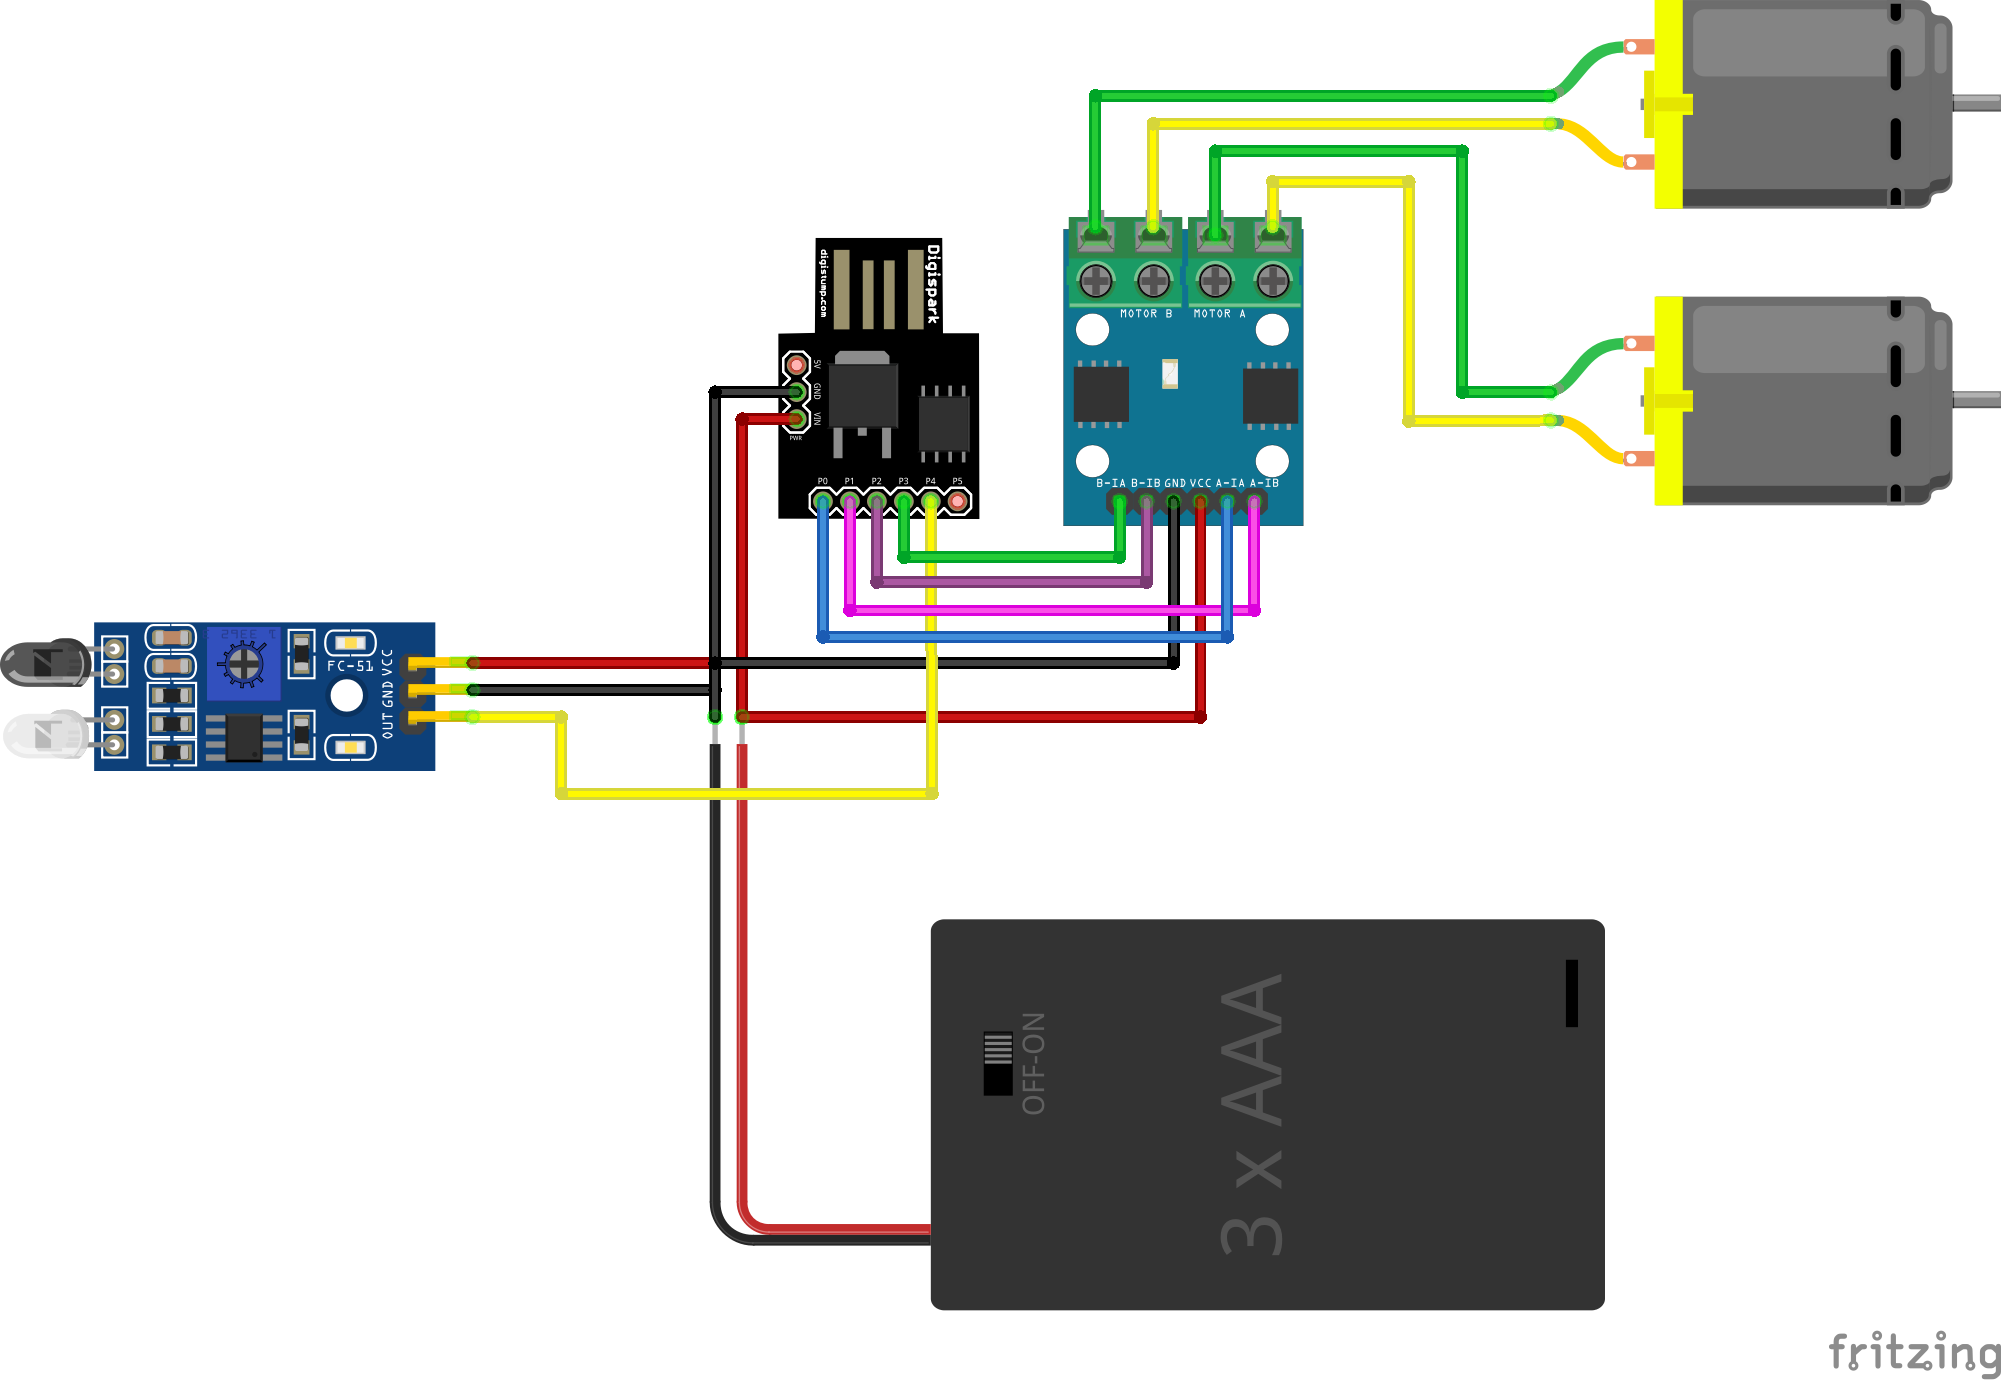 Digispark
digistump.com
5V
GND
VIN
PWR
P0 P1 P2 P3 P4 P5
MOTOR B MOTOR A
B-IA B-IB GND VCC A-IA A-IB
3362
FC-51
VCC
GND
OUT
OFF-ON
3 x AAA
fritzing